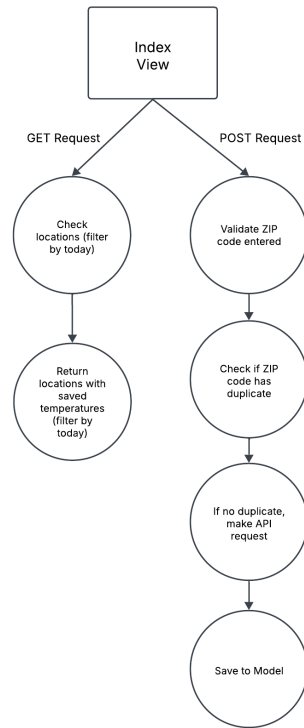 Index
View
GET Request
POST Request
Check
locations (filter
by today)
Validate ZIP
code entered
Return
locations with
saved
temperatures
(filter by
today)
Check if ZIP
code has
duplicate
If no duplicate,
make API
request
Save to Model